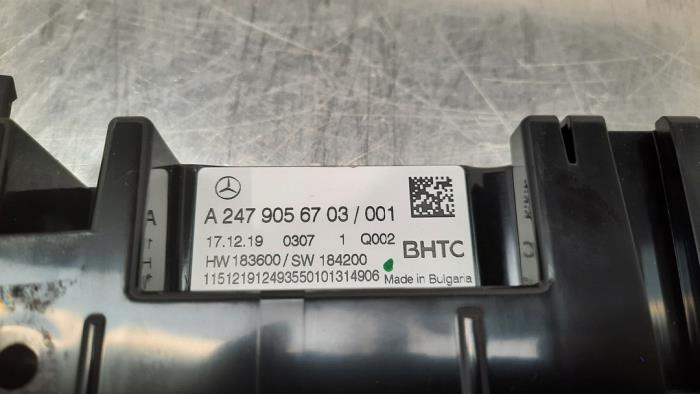 A 247 905 67 03 / 001
17.12.19 0307 1 Q002
BHTC
HW 183600 / SW 184200
115121912493550101314906 Made in Bulgaria